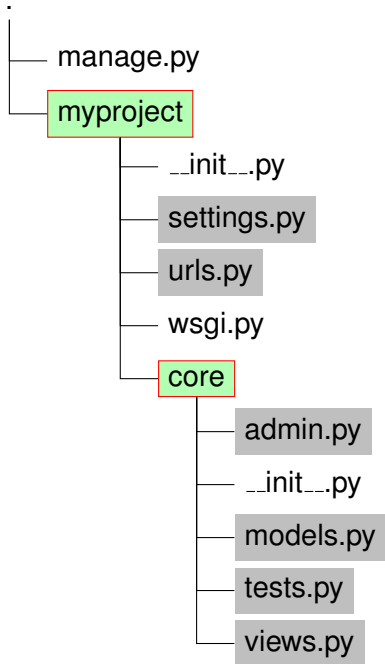 .
manage.py
myproject
__init__.py
settings.py
urls.py
wsgi.py
core
admin.py
__init__.py
models.py
tests.py
views.py